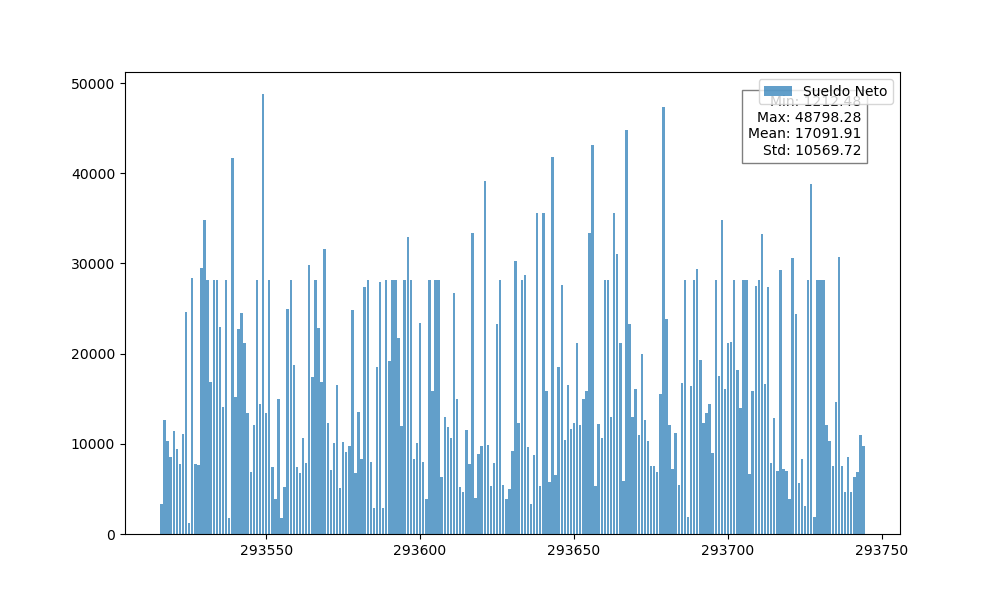 50000
40000
30000
20000
10000
0
293550
293600
293650
293700
293750
Sueldo Neto
Min: 1212.48
Max: 48798.28
Mean: 17091.91
Std: 10569.72